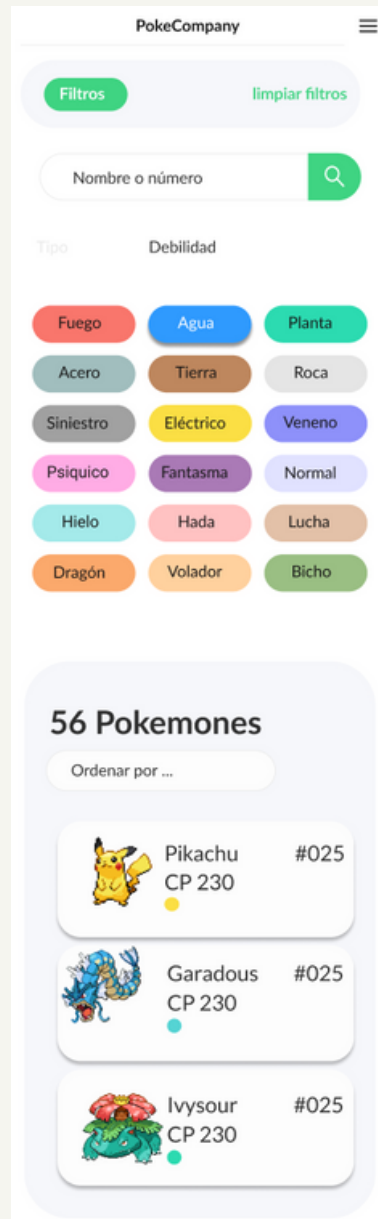 PokeCompany
Filtros limpiar filtros
Nombre o número
Tipo Debilidad
Fuego Agua Planta
Acero Tierra Roca
Siniestro Eléctrico Veneno
Psiquico Fantasma Normal
Hielo Hada Lucha
Dragón Volador Bicho
56 Pokemones
Ordenar por ...
Pikachu #025
CP 230
Garadous #025
CP 230
Ivysour #025
CP 230